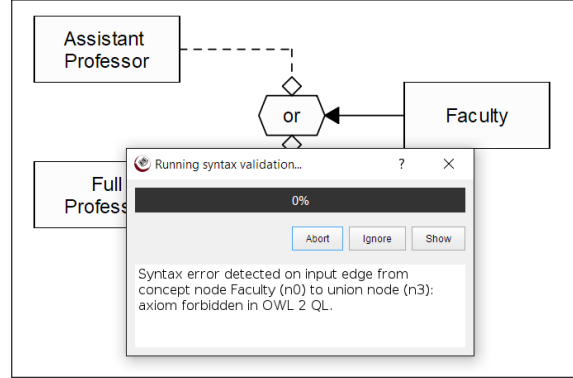 Assistant
Professor
or
Faculty
Full
Profess
Running syntax validation...
?
0%
Abort
Ignore
Show
Syntax error detected on input edge from
concept node Faculty (n0) to union node (n3):
axiom forbidden in OWL 2 QL.